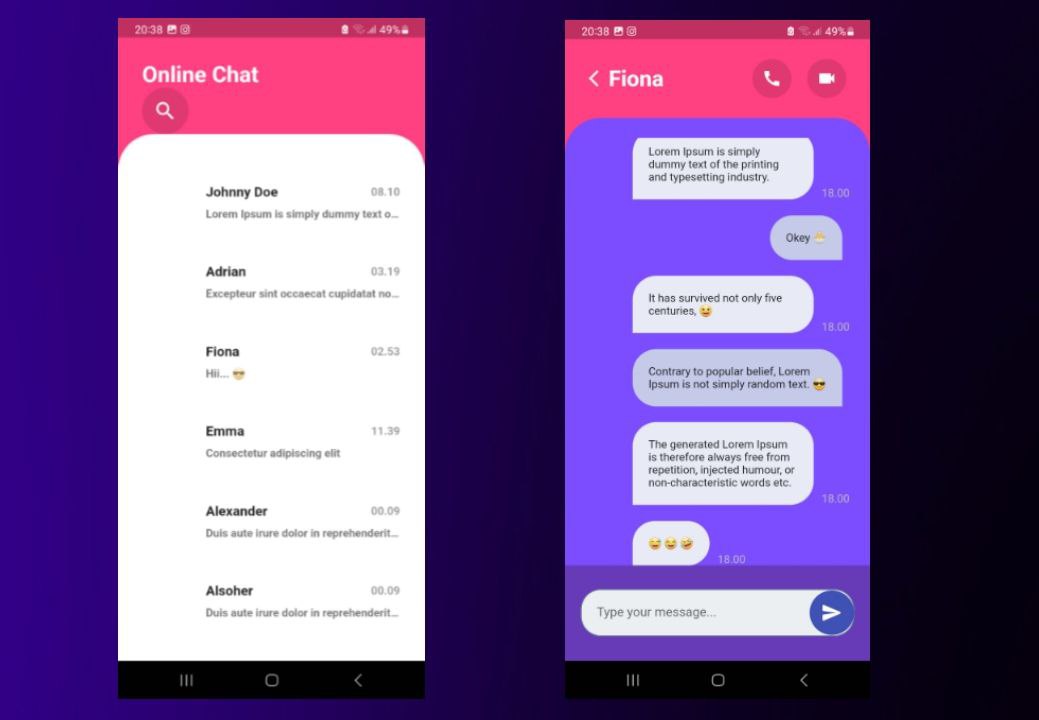 20:38 49%
Online Chat
Johnny Doe 08.10
Lorem Ipsum is simply dummy text o...
Adrian 03.19
Excepteur sint occaecat cupidatat no...
Fiona 02.53
Hii... 😎
Emma 11.39
Consectetur adipiscing elit
Alexander 00.09
Duis aute irure dolor in reprehenderit...
Alsoher 00.09
Duis aute irure dolor in reprehenderit...
20:38 49%
Fiona
Lorem Ipsum is simply
dummy text of the printing
and typesetting industry.
18.00
Okey
It has survived not only five
centuries, 😆
18.00
Contrary to popular belief, Lorem
Ipsum is not simply random text. 😎
The generated Lorem Ipsum
is therefore always free from
repetition, injected humour, or
non-characteristic words etc.
18.00
😅😂🤣
18.00
Type your message...